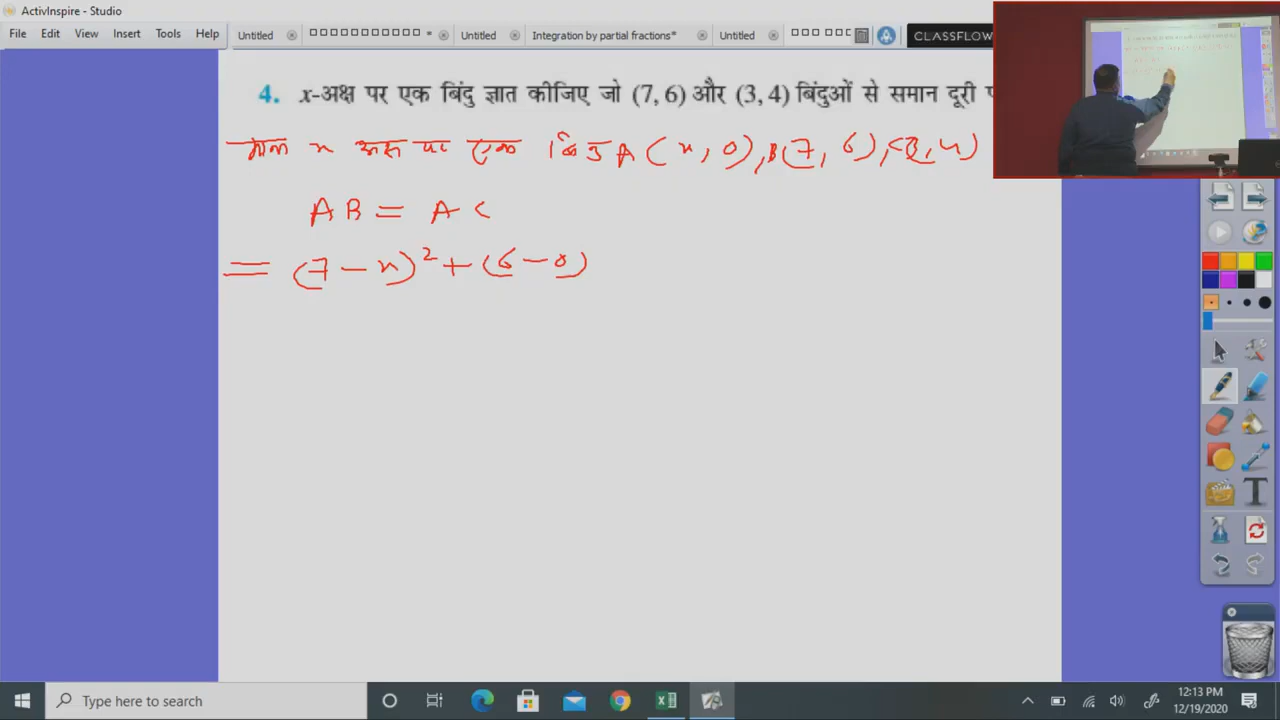 ActivInspire - Studio
File Edit View Insert Tools Help Untitled Untitled Integration by partial fractions* Untitled CLASSFLOW
4. x-अक्ष पर एक बिंदु ज्ञात कीजिए जो (7, 6) और (3, 4) बिंदुओं से समान दूरी प
माना x अक्ष पर एक बिंदु A (x, 0), B(7, 6), C(3, 4)
AB = AC
= (7 - x)² + (6 - 0)
Type here to search
12:13 PM
12/19/2020